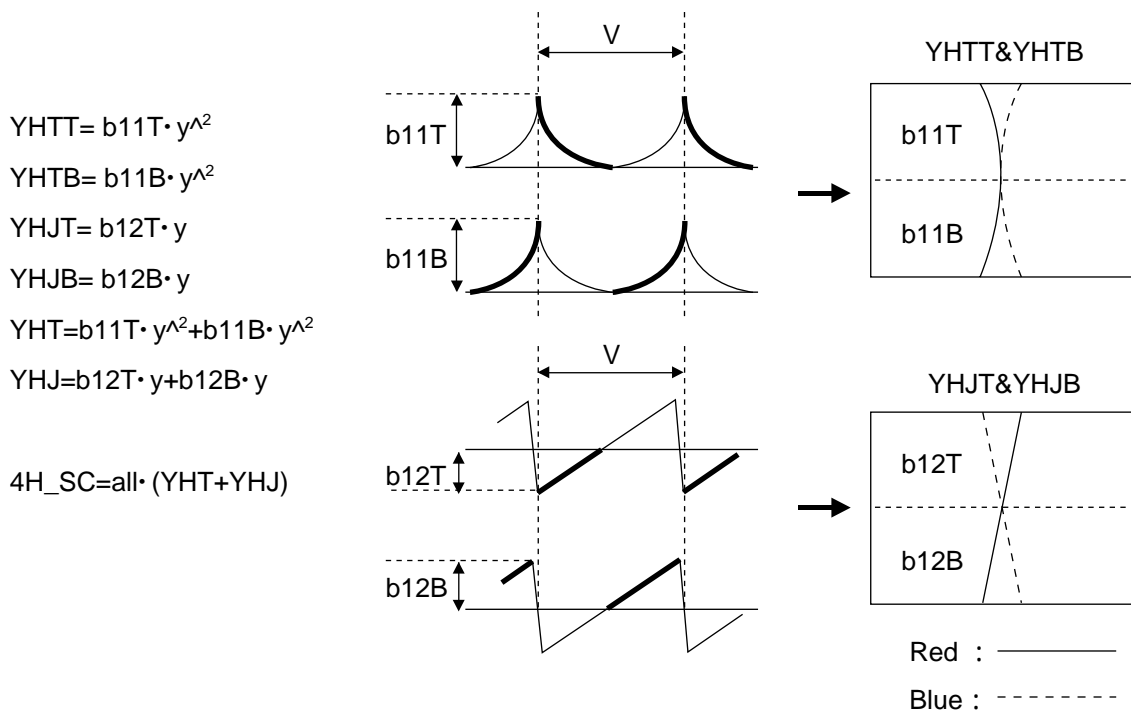 YHTT= b11T・y^²
YHTB= b11B・y^²
YHJT= b12T・y
YHJB= b12B・y
YHT=b11T・y^²+b11B・y^²
YHJ=b12T・y+b12B・y
4H_SC=all・(YHT+YHJ)
V
b11T
b11B
V
b12T
b12B
YHTT&YHTB
b11T
b11B
YHJT&YHJB
b12T
b12B
Red :
Blue :